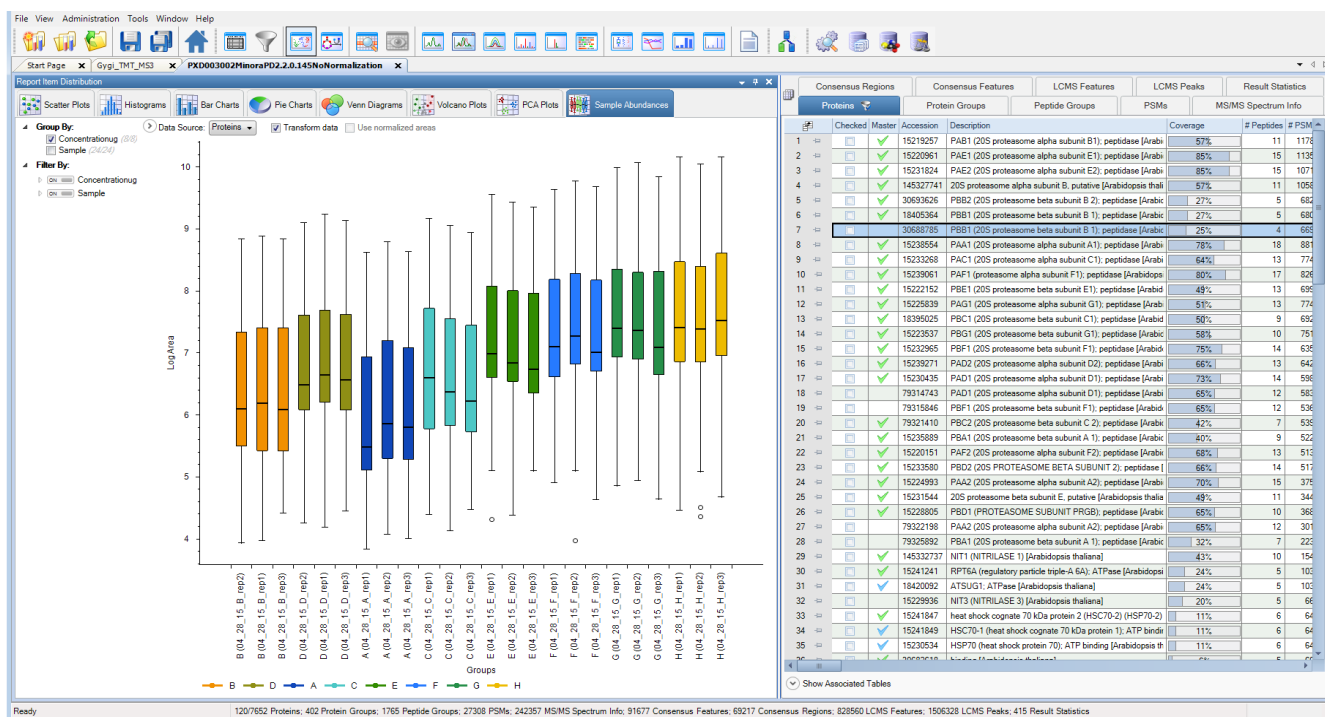 File View Administration Tools Window Help
Start Page x Gygi_TMT_MS3 x PXD003002MinoraPD2.2.0.145NoNormalization x
Report Item Distribution
Scatter Plots Histograms Bar Charts Pie Charts Venn Diagrams Volcano Plots PCA Plots Sample Abundances
Group By:
Concentrationug (8/8)
Sample (24/24)
Filter By:
ON Concentrationug
ON Sample
Data Source: Proteins Transform data Use normalized areas
10
9
8
7
6
5
4
Log Area
B (04_28_15_B_rep2)
B (04_28_15_B_rep1)
B (04_28_15_B_rep3)
D (04_28_15_D_rep2)
D (04_28_15_D_rep1)
D (04_28_15_D_rep3)
A (04_28_15_A_rep1)
A (04_28_15_A_rep2)
A (04_28_15_A_rep3)
C (04_28_15_C_rep1)
C (04_28_15_C_rep2)
C (04_28_15_C_rep3)
E (04_28_15_E_rep1)
E (04_28_15_E_rep2)
E (04_28_15_E_rep3)
F (04_28_15_F_rep1)
F (04_28_15_F_rep2)
F (04_28_15_F_rep3)
G (04_28_15_G_rep1)
G (04_28_15_G_rep2)
G (04_28_15_G_rep3)
H (04_28_15_H_rep1)
H (04_28_15_H_rep2)
H (04_28_15_H_rep3)
Groups
B D A C E F G H
Consensus Regions Consensus Features LCMS Features LCMS Peaks Result Stati
Proteins Protein Groups Peptide Groups PSMs MS/MS Spectrum Info
Checked Master Accession Description Coverage # Peptides # PSM
1 15219257 PAB1 (20S proteasome alpha subunit B1); peptidase [Arabi 57% 11 1178
2 15220961 PAE1 (20S proteasome alpha subunit E1); peptidase [Arabi 85% 15 1135
3 15231824 PAE2 (20S proteasome alpha subunit E2); peptidase [Arabi 85% 15 1071
4 145327741 20S proteasome alpha subunit B, putative [Arabidopsis thali 57% 11 1058
5 30693626 PBB2 (20S proteasome beta subunit B 2); peptidase [Arabic 27% 5 682
6 18405364 PBB1 (20S proteasome beta subunit B 1); peptidase [Arabic 27% 5 680
7 30688785 PBB1 (20S proteasome beta subunit B 1); peptidase [Arabic 25% 4 669
8 15238554 PAA1 (20S proteasome alpha subunit A1); peptidase [Arabi 78% 18 881
9 15233268 PAC1 (20S proteasome alpha subunit C1); peptidase [Arabi 64% 13 774
10 15239061 PAF1 (proteasome alpha subunit F1); peptidase [Arabidops 80% 17 826
11 15222152 PBE1 (20S proteasome beta subunit E1); peptidase [Arabi 49% 13 699
12 15225839 PAG1 (20S proteasome alpha subunit G1); peptidase [Arab 51% 13 774
13 18395025 PBC1 (20S proteasome beta subunit C1); peptidase [Arabi 50% 9 692
14 15223537 PBG1 (20S proteasome beta subunit G1); peptidase [Arabi 58% 10 751
15 15232965 PBF1 (20S proteasome beta subunit F1); peptidase [Arabid 75% 14 635
16 15239271 PAD2 (20S proteasome alpha subunit D2); peptidase [Arabi 66% 13 642
17 15230435 PAD1 (20S proteasome alpha subunit D1); peptidase [Arabi 73% 14 598
18 79314743 PAD1 (20S proteasome alpha subunit D1); peptidase [Arabi 65% 12 583
19 79315846 PBF1 (20S proteasome beta subunit F1); peptidase [Arabid 65% 12 536
20 79321410 PBC2 (20S proteasome beta subunit C 2); peptidase [Arabic 42% 7 539
21 15235889 PBA1 (20S proteasome beta subunit A 1); peptidase [Arabic 40% 9 522
22 15220151 PAF2 (20S proteasome alpha subunit F2); peptidase [Arabi 68% 13 513
23 15233580 PBD2 (20S PROTEASOME BETA SUBUNIT 2); peptidase [ 66% 14 517
24 15224993 PAA2 (20S proteasome alpha subunit A2); peptidase [Arabi 70% 15 375
25 15231544 20S proteasome beta subunit E, putative [Arabidopsis thalia 49% 11 344
26 15228805 PBD1 (PROTEASOME SUBUNIT PRGB); peptidase [Arabic 65% 10 368
27 79322198 PAA2 (20S proteasome alpha subunit A2); peptidase [Arabi 65% 12 301
28 79325892 PBA1 (20S proteasome beta subunit A 1); peptidase [Arabic 32% 7 223
29 145332737 NIT1 (NITRILASE 1) [Arabidopsis thaliana] 43% 10 154
30 15241241 RPT6A (regulatory particle triple-A 6A); ATPase [Arabidopsi 24% 5 103
31 18420092 ATSUG1; ATPase [Arabidopsis thaliana] 24% 5 103
32 15229936 NIT3 (NITRILASE 3) [Arabidopsis thaliana] 20% 5 66
33 15241847 heat shock cognate 70 kDa protein 2 (HSC70-2) (HSP70-2) 11% 6 64
34 15241849 HSC70-1 (heat shock cognate 70 kDa protein 1); ATP bindir 11% 6 64
35 15230534 HSP70 (heat shock protein 70); ATP binding [Arabidopsis th 11% 6 64
Show Associated Tables
Ready 120/7652 Proteins; 402 Protein Groups; 1765 Peptide Groups; 27308 PSMs; 242357 MS/MS Spectrum Info; 91677 Consensus Features; 69217 Consensus Regions; 828560 LCMS Features; 1506328 LCMS Peaks; 415 Result Statistics